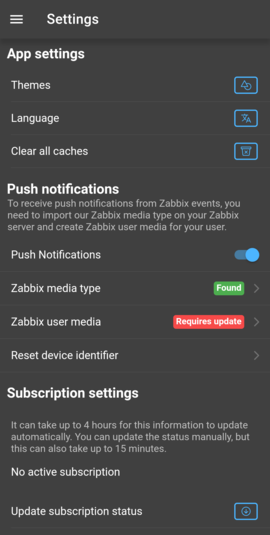 Settings
App settings
Themes
Language
Clear all caches
Push notifications
To receive push notifications from Zabbix events, you
need to import our Zabbix media type on your Zabbix
server and create Zabbix user media for your user.
Push Notifications
Zabbix media type Found
Zabbix user media Requires update
Reset device identifier
Subscription settings
It can take up to 4 hours for this information to update
automatically. You can update the status manually, but
this can also take up to 15 minutes.
No active subscription
Update subscription status